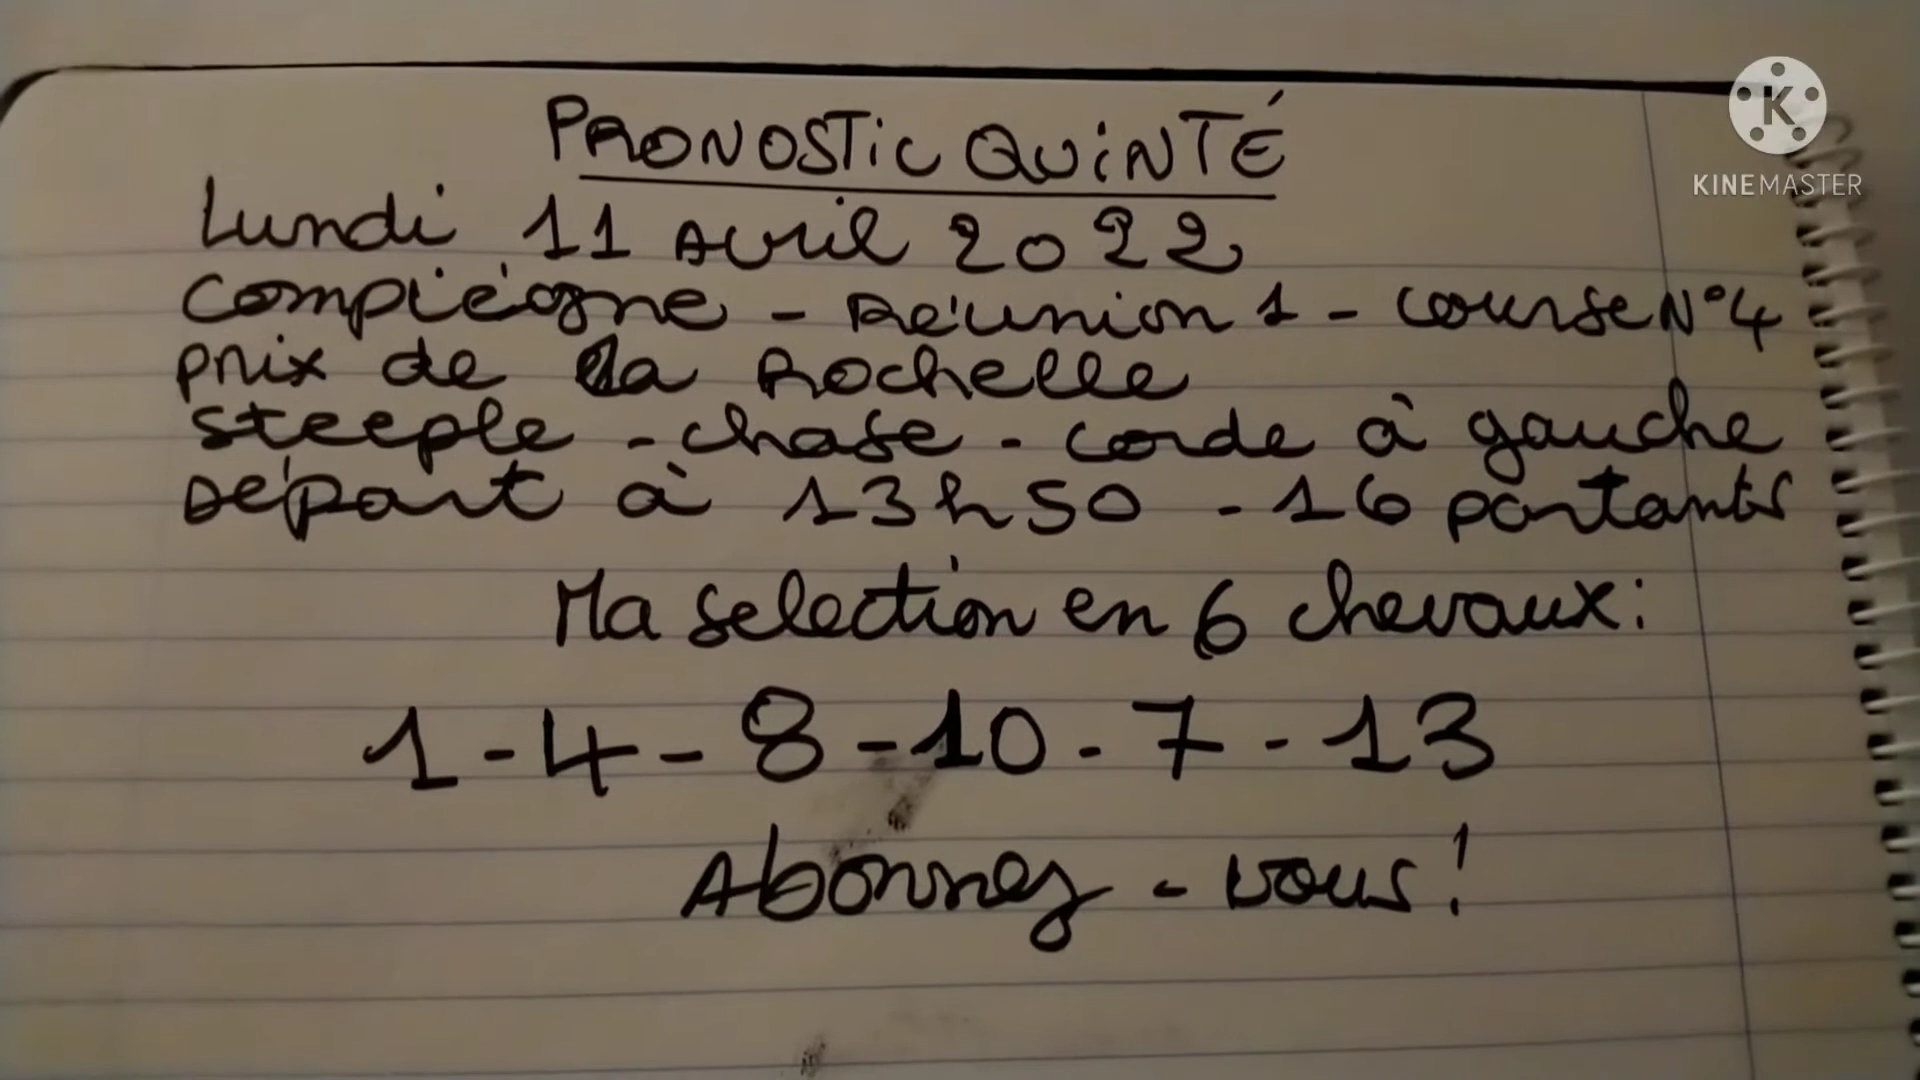 PRONOSTIC QUINTÉ
KINEMASTER
Lundi 11 Avril 2022
Compiégne - Réunion 1 - Course N°4
prix de La Rochelle
Steeple - chase - corde à gauche
Départ à 13h50 - 16 partants
Ma selection en 6 chevaux:
1 - 4 - 8 - 10 - 7 - 13
Abonnez - vous !